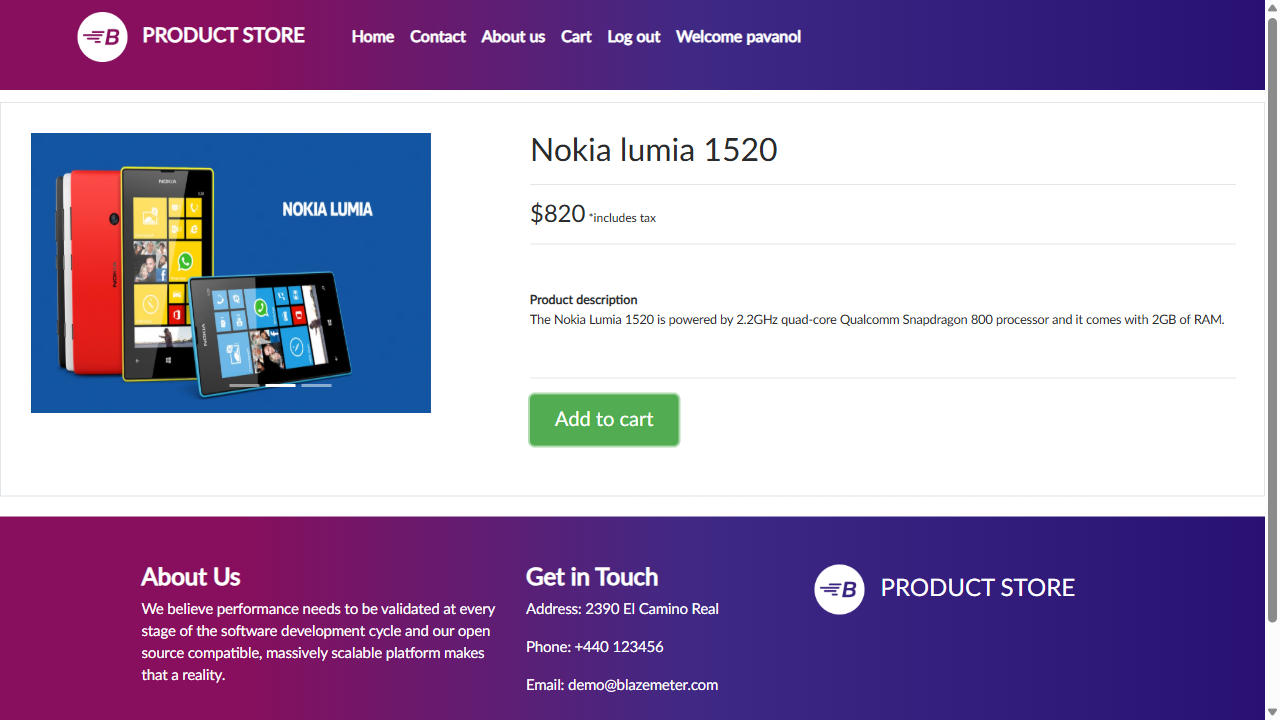 B PRODUCT STORE Home Contact About us Cart Log out Welcome pavanol
NOKIA LUMIA
NOKIA
NOKIA
Nokia lumia 1520
$820 *includes tax
Product description
The Nokia Lumia 1520 is powered by 2.2GHz quad-core Qualcomm Snapdragon 800 processor and it comes with 2GB of RAM.
Add to cart
About Us
We believe performance needs to be validated at every
stage of the software development cycle and our open
source compatible, massively scalable platform makes
that a reality.
Get in Touch
Address: 2390 El Camino Real
Phone: +440 123456
Email: demo@blazemeter.com
B PRODUCT STORE